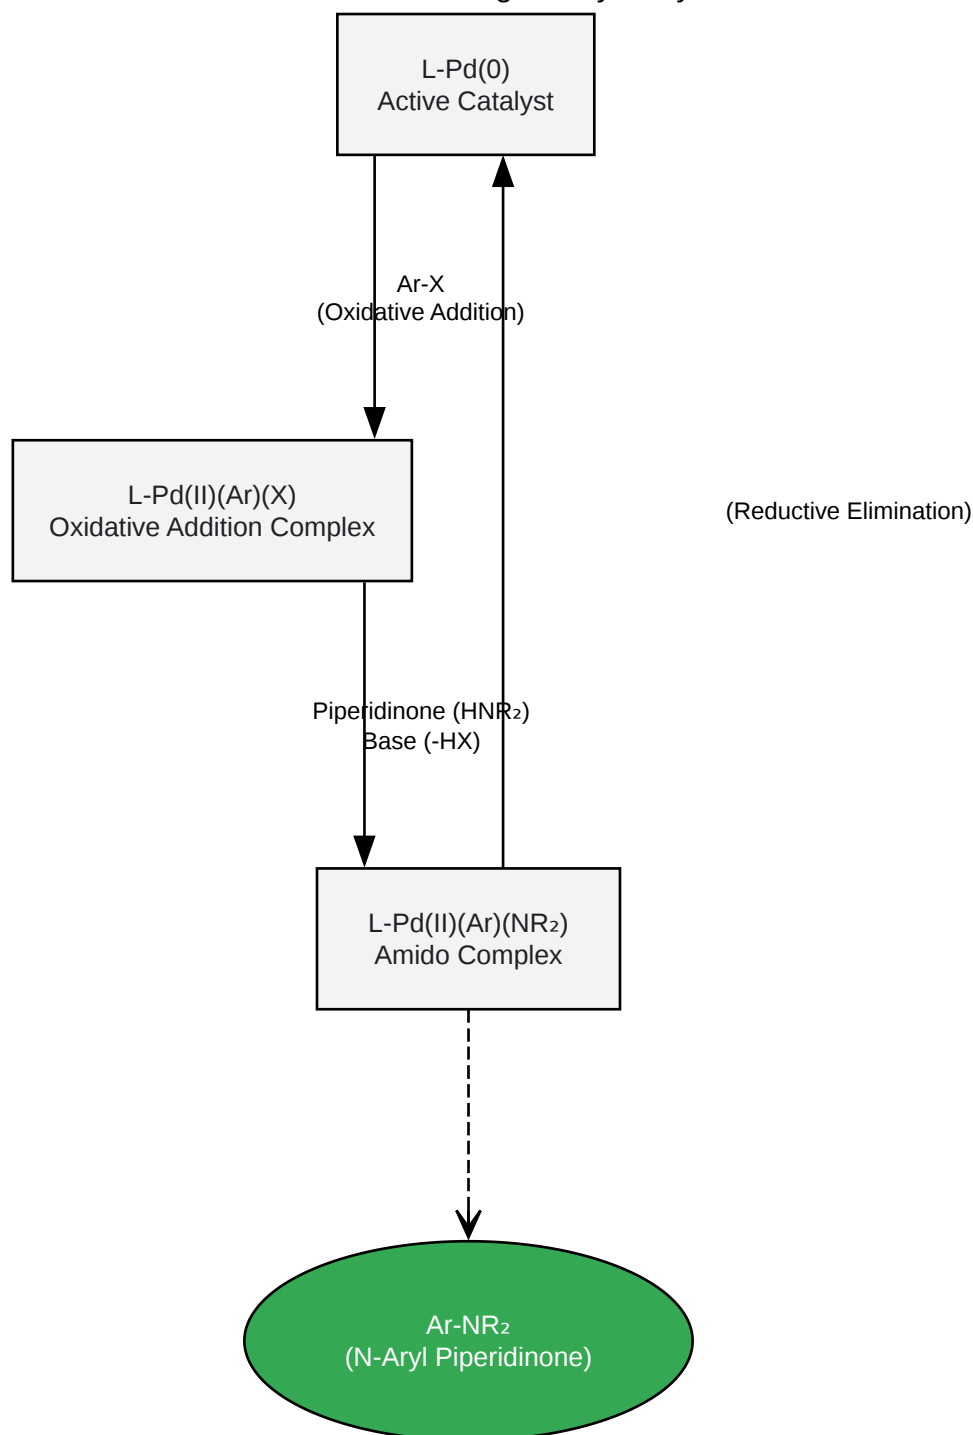 L-Pd(0)
Active Catalyst
Ar-X
(Oxidative Addition)
L-Pd(II)(Ar)(X)
Oxidative Addition Complex
(Reductive Elimination)
Piperidinone (HNR₂)
Base (-HX)
L-Pd(II)(Ar)(NR₂)
Amido Complex
Ar-NR₂
(N-Aryl Piperidinone)